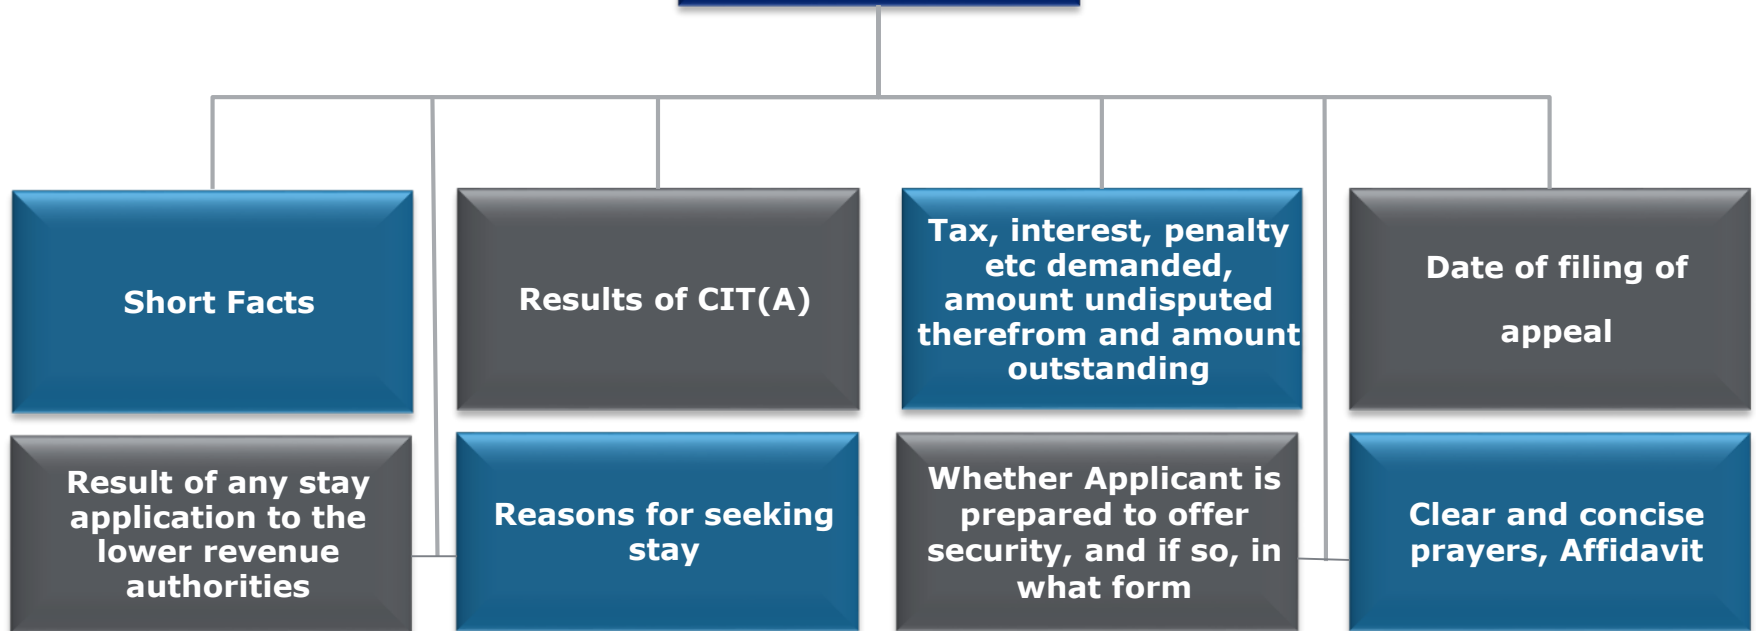 Short Facts
Results of CIT(A)
Tax, interest, penalty
etc demanded,
amount undisputed
therefrom and amount
outstanding
Date of filing of
appeal
Result of any stay
application to the
lower revenue
authorities
Reasons for seeking
stay
Whether Applicant is
prepared to offer
security, and if so, in
what form
Clear and concise
prayers, Affidavit